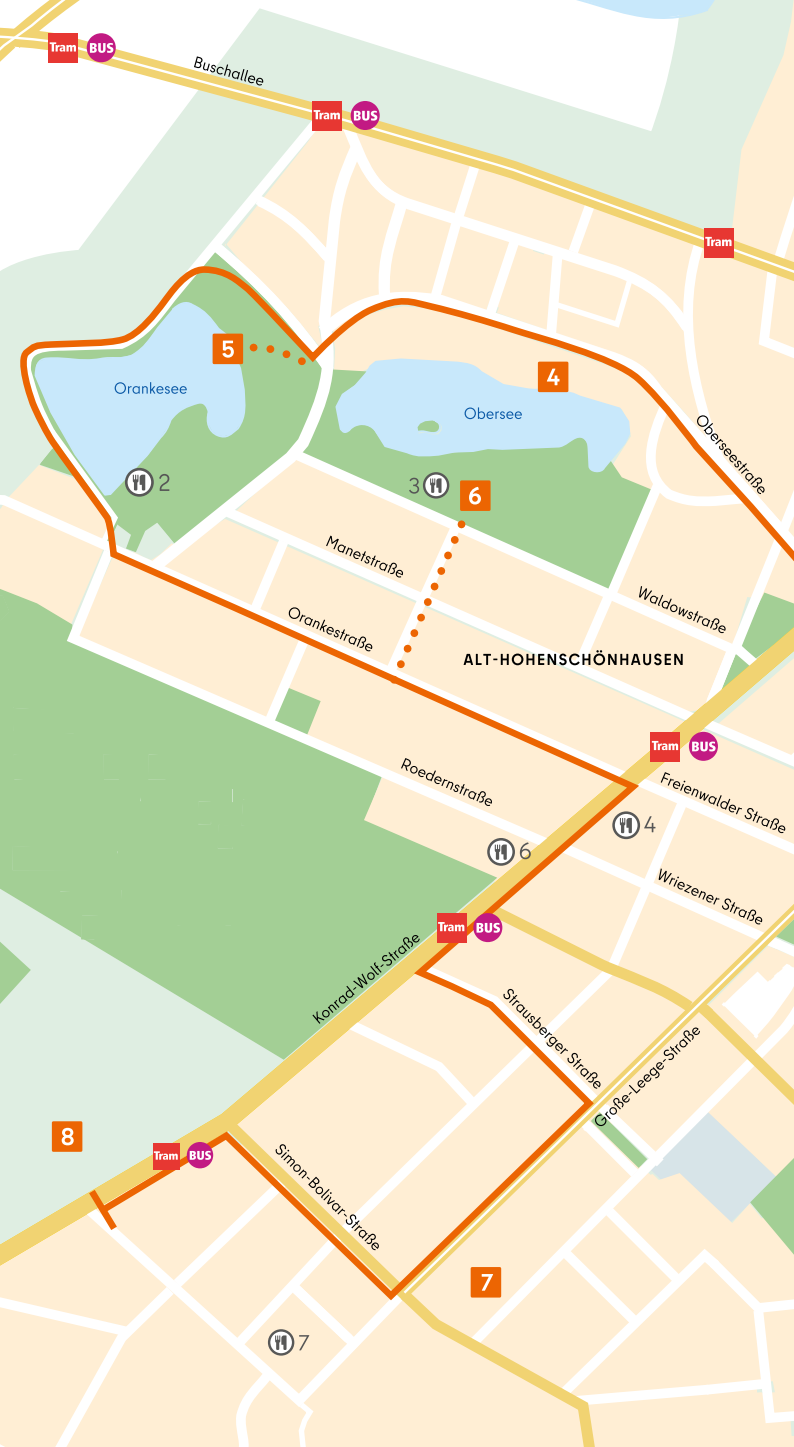 Tram BUS
Buschallee
Tram BUS
Tram
5
4
Orankesee
Obersee
Oberseestraße
2
3
6
Manetstraße
Waldowstraße
Orankestraße
ALT-HOHENSCHÖNHAUSEN
Tram BUS
Roedernstraße
Freienwalder Straße
4
6
Wriezener Straße
Tram BUS
Konrad-Wolf-Straße
Strausberger Straße
Große-Leege-Straße
8
Tram BUS
Simon-Bolivar-Straße
7
7